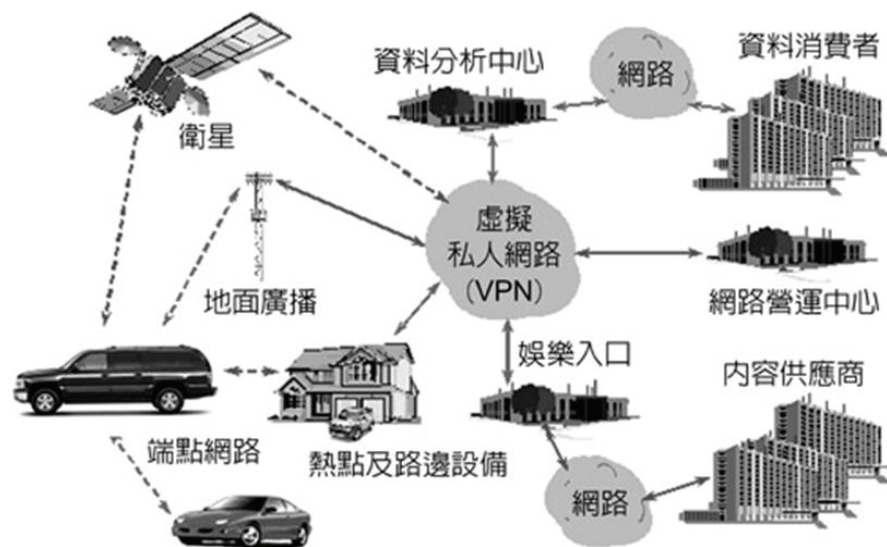 資料分析中心
網路
資料消費者
衛星
虛擬
私人網路
(VPN)
地面廣播
網路營運中心
娛樂入口
內容供應商
端點網路
熱點及路邊設備
網路